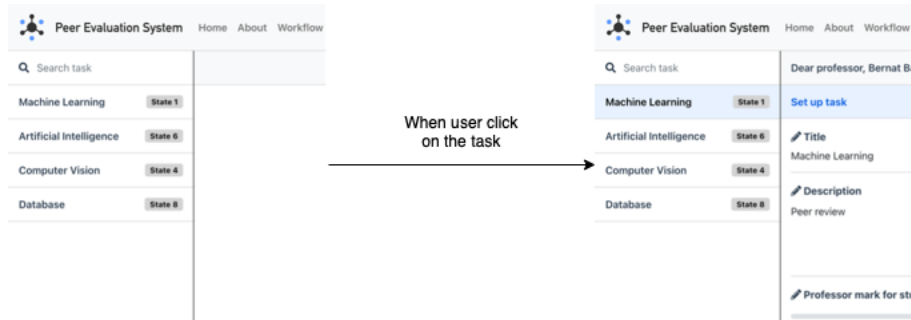 Peer Evaluation System Home About Workflow
Search task
Machine Learning State 1
Artificial Intelligence State 6
Computer Vision State 4
Database State 8
When user click
on the task
Peer Evaluation System Home About Workflow
Search task Dear professor, Bernat
Machine Learning State 1 Set up task
Artificial Intelligence State 6 Title
Machine Learning
Computer Vision State 4 Description
Database State 8 Peer review
Professor mark for